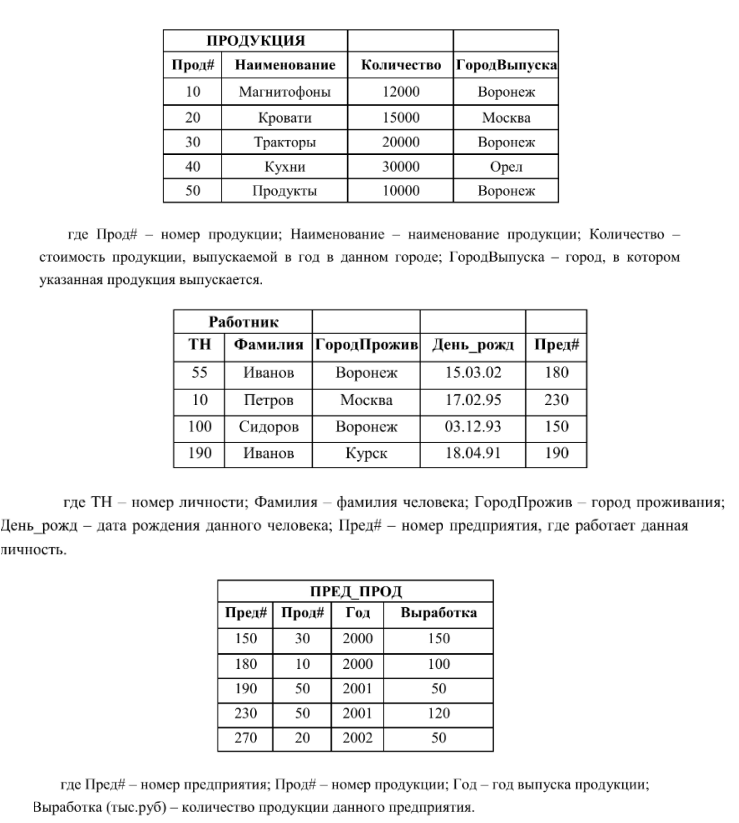 ПРОДУКЦИЯ
Прод# Наименование Количество ГородВыпуска
10 Магнитофоны 12000 Воронеж
20 Кровати 15000 Москва
30 Тракторы 20000 Воронеж
40 Кухни 30000 Орел
50 Продукты 10000 Воронеж
где Прод# – номер продукции; Наименование – наименование продукции; Количество –
стоимость продукции, выпускаемой в год в данном городе; ГородВыпуска – город, в котором
указанная продукция выпускается.
Работник
ТН Фамилия ГородПрожив День_рожд Пред#
55 Иванов Воронеж 15.03.02 180
10 Петров Москва 17.02.95 230
100 Сидоров Воронеж 03.12.93 150
190 Иванов Курск 18.04.91 190
где ТН – номер личности; Фамилия – фамилия человека; ГородПрожив – город проживания;
День_рожд – дата рождения данного человека; Пред# – номер предприятия, где работает данная
личность.
ПРЕД_ПРОД
Пред# Прод# Год Выработка
150 30 2000 150
180 10 2000 100
190 50 2001 50
230 50 2001 120
270 20 2002 50
где Пред# – номер предприятия; Прод# – номер продукции; Год – год выпуска продукции;
Выработка (тыс.руб) – количество продукции данного предприятия.